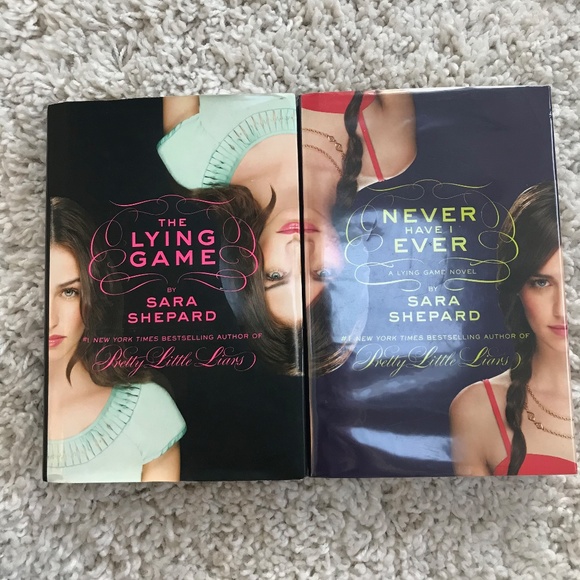 THE
LYING
GAME
BY
SARA
SHEPARD
#1 NEW YORK TIMES BESTSELLING AUTHOR OF
Pretty Little Liars
NEVER
HAVE I
EVER
A LYING GAME NOVEL
BY
SARA
SHEPARD
#1 NEW YORK TIMES BESTSELLING AUTHOR OF
Pretty Little Liars